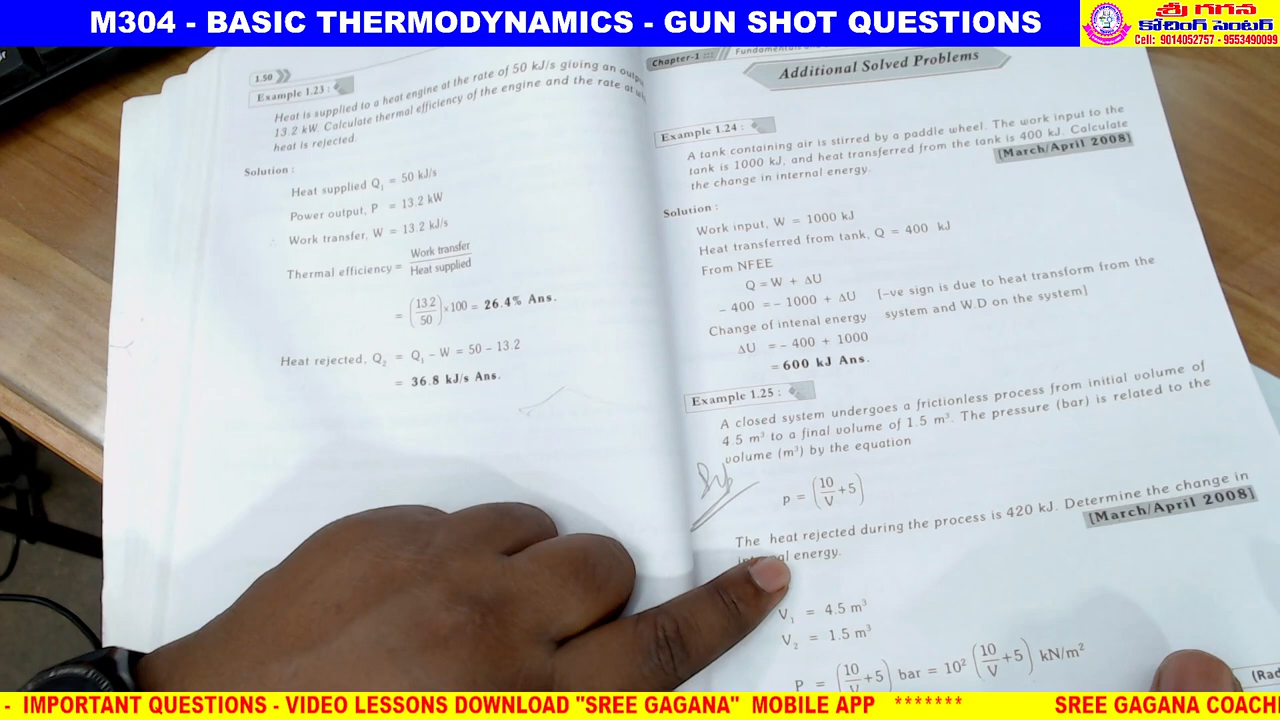 M304 - BASIC THERMODYNAMICS - GUN SHOT QUESTIONS
శ్రీ గగన
కోచింగ్ సెంటర్
Cell: 9014052757 - 9553490099
1.50
Example 1.23 :
Heat is supplied to a heat engine at the rate of 50 kJ/s giving an
13.2 kW. Calculate thermal efficiency of the engine and the rate at
heat is rejected.
Solution :
Heat supplied Q₁ = 50 kJ/s
Power output, P = 13.2 kW
∴ Work transfer, W = 13.2 kJ/s
Thermal efficiency = Work transfer / Heat supplied
= (13.2/50) × 100 = 26.4% Ans.
Heat rejected, Q₂ = Q₁ – W = 50 – 13.2
= 36.8 kJ/s Ans.
Chapter-1
Additional Solved Problems
Example 1.24 :
A tank containing air is stirred by a paddle wheel. The work input to the
tank is 1000 kJ, and heat transferred from the tank is 400 kJ. Calculate
the change in internal energy. [March/April 2008]
Solution :
Work input, W = 1000 kJ
Heat transferred from tank, Q = 400 kJ
From NFEE
Q = W + ΔU
– 400 = – 1000 + ΔU [–ve sign is due to heat transform from the
Change of intenal energy system and W.D on the system]
ΔU = – 400 + 1000
= 600 kJ Ans.
Example 1.25 :
A closed system undergoes a frictionless process from initial volume of
4.5 m³ to a final volume of 1.5 m³. The pressure (bar) is related to the
volume (m³) by the equation
p = (10/V + 5)
The heat rejected during the process is 420 kJ. Determine the change in
energy. [March/April 2008]
V₁ = 4.5 m³
V₂ = 1.5 m³
P = (10/V + 5) bar = 10² (10/V + 5) kN/m²
- IMPORTANT QUESTIONS - VIDEO LESSONS DOWNLOAD "SREE GAGANA" MOBILE APP ******* SREE GAGANA COACH